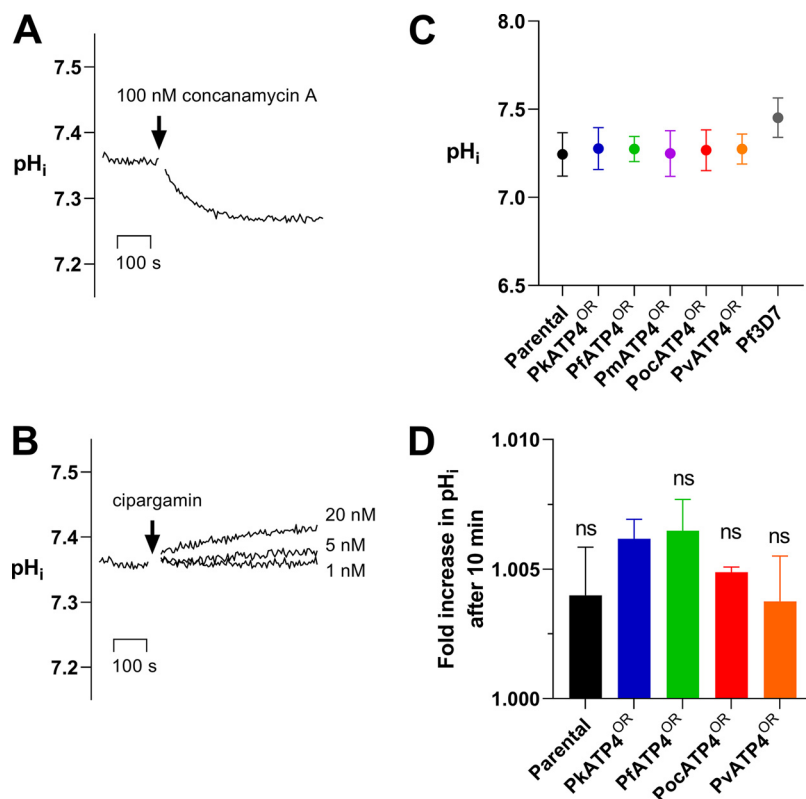 A
7.5
7.4
7.3
7.2
pHi
100 nM concanamycin A
100 s
C
8.0
7.5
7.0
6.5
pHi
Parental
PkATP4OR
PfATP4OR
PmATP4OR
PocATP4OR
PvATP4OR
Pf3D7
B
7.5
7.4
7.3
7.2
pHi
cipargamin
20 nM
5 nM
1 nM
100 s
D
1.010
1.005
1.000
Fold increase in pHi
after 10 min
ns
ns
ns
ns
Parental
PkATP4OR
PfATP4OR
PocATP4OR
PvATP4OR